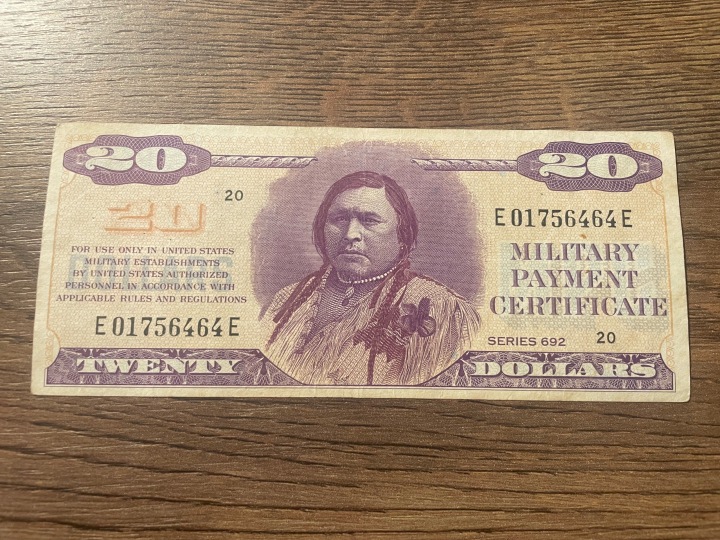 20
20
20
20
E01756464E
FOR USE ONLY IN UNITED STATES
MILITARY ESTABLISHMENTS
BY UNITED STATES AUTHORIZED
PERSONNEL IN ACCORDANCE WITH
APPLICABLE RULES AND REGULATIONS
MILITARY
PAYMENT
CERTIFICATE
E01756464E
SERIES 692
20
TWENTY
DOLLARS